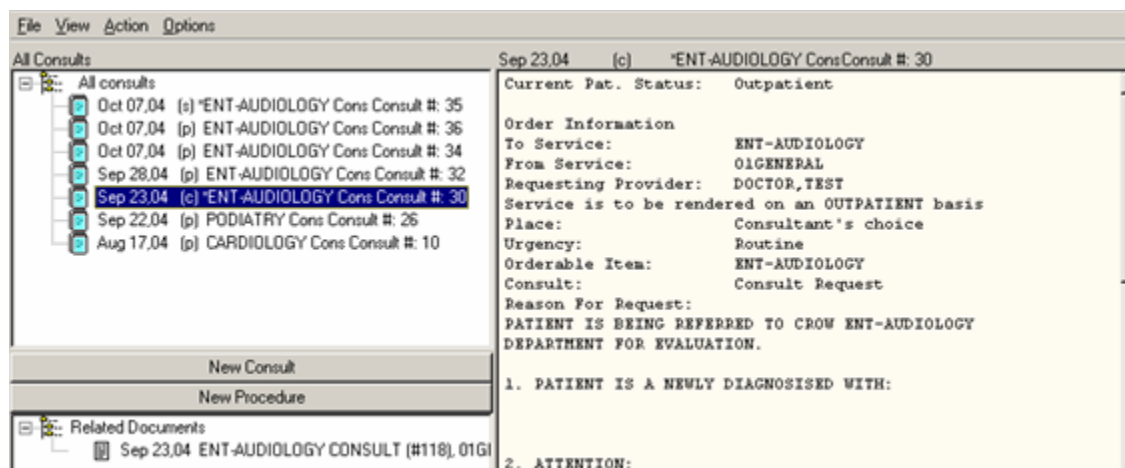 File View Action Options
All Consults
All consults
Oct 07,04 (s) *ENT-AUDIOLOGY Cons Consult #: 35
Oct 07,04 (p) ENT-AUDIOLOGY Cons Consult #: 36
Oct 07,04 (p) ENT-AUDIOLOGY Cons Consult #: 34
Sep 28,04 (p) ENT-AUDIOLOGY Cons Consult #: 32
Sep 23,04 (c) *ENT-AUDIOLOGY Cons Consult #: 30
Sep 22,04 (p) PODIATRY Cons Consult #: 26
Aug 17,04 (p) CARDIOLOGY Cons Consult #: 10
New Consult
New Procedure
Related Documents
Sep 23,04 ENT-AUDIOLOGY CONSULT (#118), 01GI
Sep 23,04 (c) *ENT-AUDIOLOGY ConsConsult #: 30
Current Pat. Status: Outpatient
Order Information
To Service: ENT-AUDIOLOGY
From Service: 01GENERAL
Requesting Provider: DOCTOR,TEST
Service is to be rendered on an OUTPATIENT basis
Place: Consultant's choice
Urgency: Routine
Orderable Item: ENT-AUDIOLOGY
Consult: Consult Request
Reason For Request:
PATIENT IS BEING REFERRED TO CROW ENT-AUDIOLOGY
DEPARTMENT FOR EVALUATION.
1. PATIENT IS A NEWLY DIAGNOSISED WITH:
2. ATTENTION: